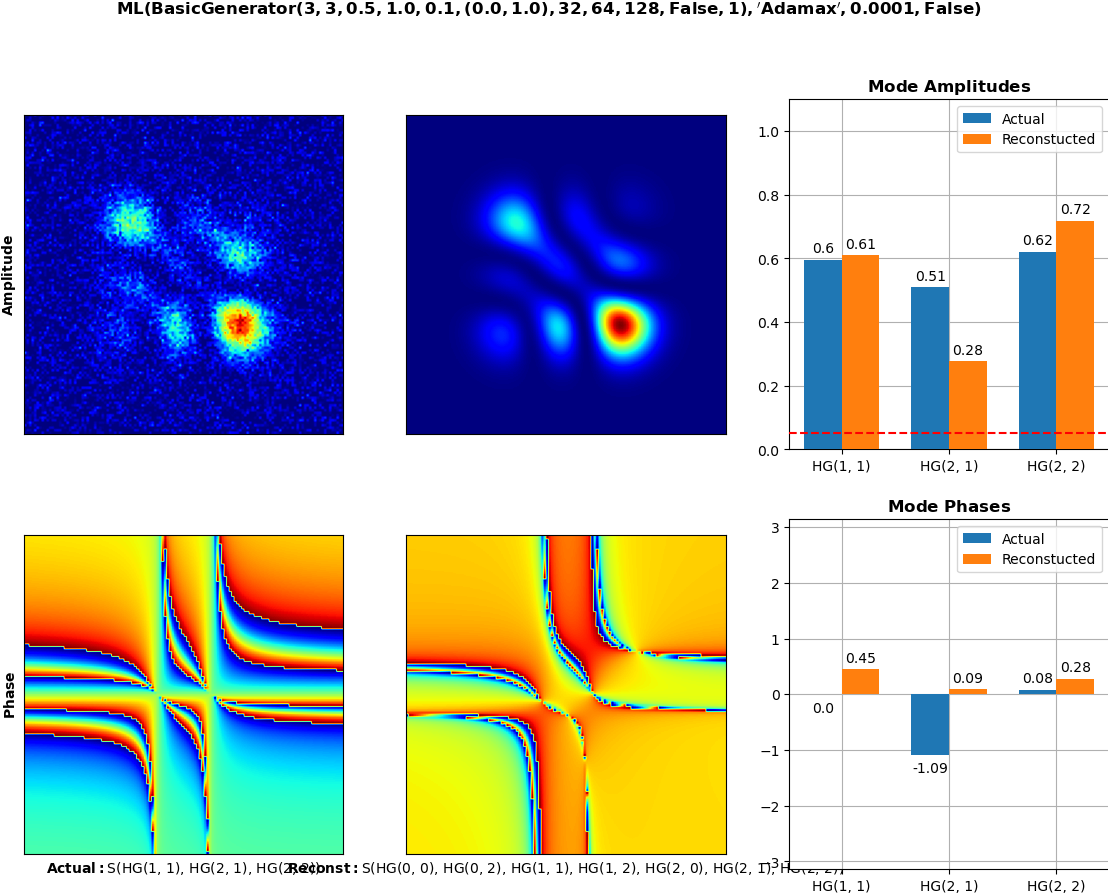 ML(BasicGenerator(3, 3, 0.5, 1.0, 0.1, (0.0, 1.0), 32, 64, 128, False, 1), 'Adamax', 0.0001, False)
Mode Amplitudes
Amplitude
Actual
Reconstucted
1.0
0.8
0.6
0.4
0.2
0.0
0.6
0.61
0.51
0.28
0.62
0.72
HG(1, 1)
HG(2, 1)
HG(2, 2)
Mode Phases
Phase
Actual
Reconstucted
3
2
1
0
−1
−2
−3
0.0
0.45
-1.09
0.09
0.08
0.28
HG(1, 1)
HG(2, 1)
HG(2, 2)
Actual: S(HG(1, 1), HG(2, 1), HG(2, 2))
Reconst: S(HG(0, 0), HG(0, 2), HG(1, 1), HG(1, 2), HG(2, 0), HG(2, 1), HG(2, 2))